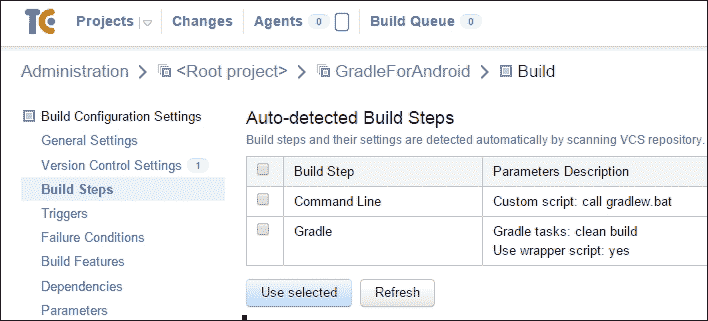 TC Projects Changes Agents 0 Build Queue 0
Administration > <Root project> > GradleForAndroid > Build
Build Configuration Settings
General Settings
Version Control Settings 1
Build Steps
Triggers
Failure Conditions
Build Features
Dependencies
Parameters
Auto-detected Build Steps
Build steps and their settings are detected automatically by scanning VCS repository.
Build Step Parameters Description
Command Line Custom script: call gradlew.bat
Gradle Gradle tasks: clean build
Use wrapper script: yes
Use selected Refresh